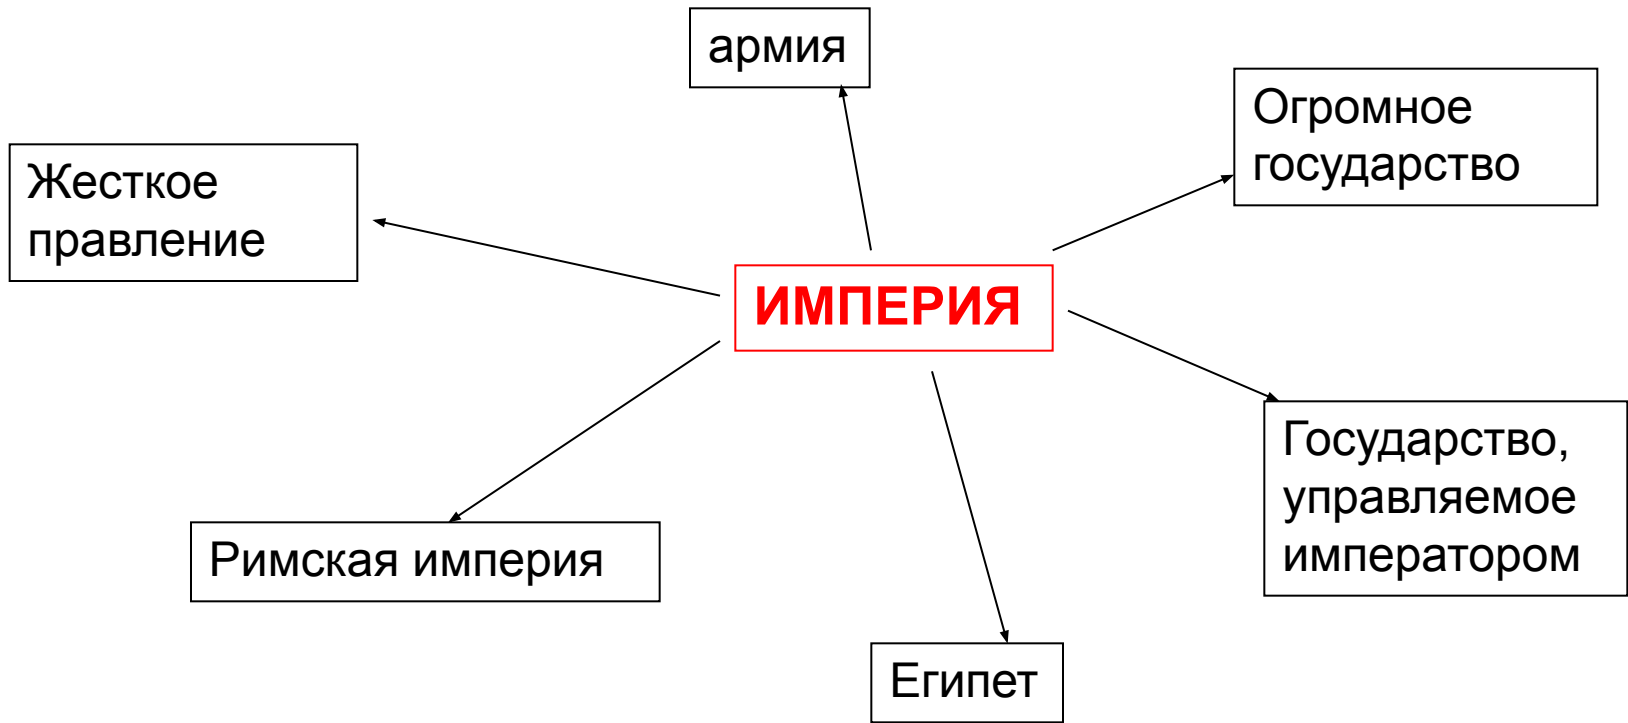 армия
Огромное
государство
Жесткое
правление
ИМПЕРИЯ
Государство,
управляемое
императором
Римская империя
Египет